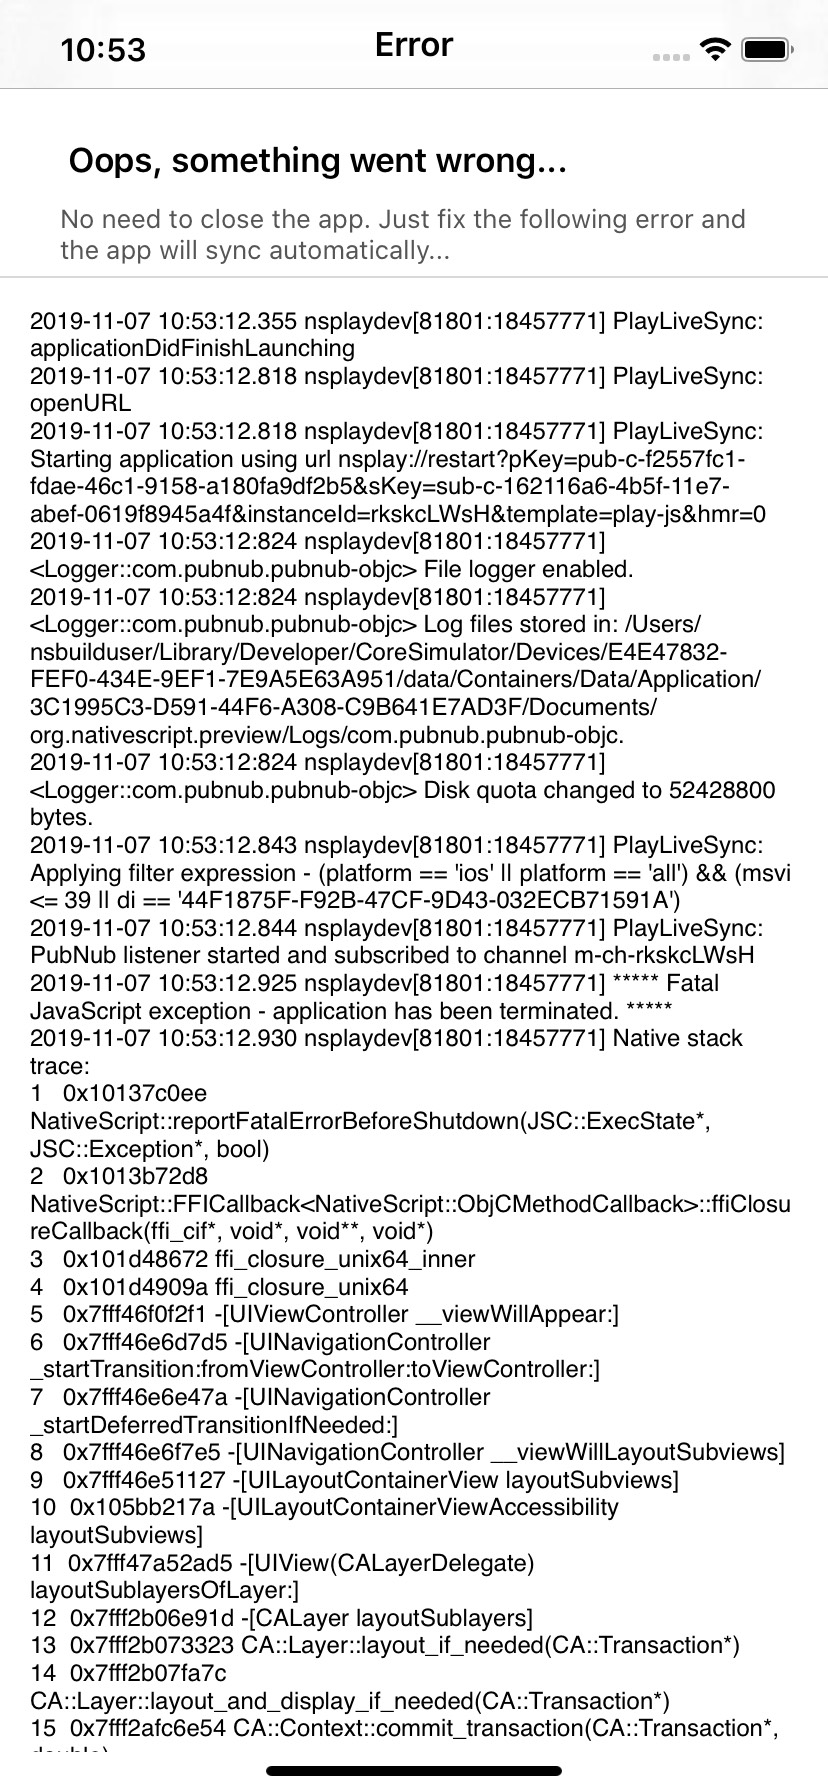 10:53
Error
Oops, something went wrong...
No need to close the app. Just fix the following error and
the app will sync automatically...
2019-11-07 10:53:12.355 nsplaydev[81801:18457771] PlayLiveSync:
applicationDidFinishLaunching
2019-11-07 10:53:12.818 nsplaydev[81801:18457771] PlayLiveSync:
openURL
2019-11-07 10:53:12.818 nsplaydev[81801:18457771] PlayLiveSync:
Starting application using url nsplay://restart?pKey=pub-c-f2557fc1-
fdae-46c1-9158-a180fa9df2b5&sKey=sub-c-162116a6-4b5f-11e7-
abef-0619f8945a4f&instanceId=rkskcLWsH&template=play-js&hmr=0
2019-11-07 10:53:12:824 nsplaydev[81801:18457771]
<Logger::com.pubnub.pubnub-objc> File logger enabled.
2019-11-07 10:53:12:824 nsplaydev[81801:18457771]
<Logger::com.pubnub.pubnub-objc> Log files stored in: /Users/
nsbuilduser/Library/Developer/CoreSimulator/Devices/E4E47832-
FEF0-434E-9EF1-7E9A5E63A951/data/Containers/Data/Application/
3C1995C3-D591-44F6-A308-C9B641E7AD3F/Documents/
org.nativescript.preview/Logs/com.pubnub.pubnub-objc.
2019-11-07 10:53:12:824 nsplaydev[81801:18457771]
<Logger::com.pubnub.pubnub-objc> Disk quota changed to 52428800
bytes.
2019-11-07 10:53:12.843 nsplaydev[81801:18457771] PlayLiveSync:
Applying filter expression - (platform == 'ios' || platform == 'all') && (msvi
<= 39 || di == '44F1875F-F92B-47CF-9D43-032ECB71591A')
2019-11-07 10:53:12.844 nsplaydev[81801:18457771] PlayLiveSync:
PubNub listener started and subscribed to channel m-ch-rkskcLWsH
2019-11-07 10:53:12.925 nsplaydev[81801:18457771] ***** Fatal
JavaScript exception - application has been terminated. *****
2019-11-07 10:53:12.930 nsplaydev[81801:18457771] Native stack
trace:
1 0x10137c0ee
NativeScript::reportFatalErrorBeforeShutdown(JSC::ExecState*,
JSC::Exception*, bool)
2 0x1013b72d8
NativeScript::FFICallback<NativeScript::ObjCMethodCallback>::ffiClosu
reCallback(ffi_cif*, void*, void**, void*)
3 0x101d48672 ffi_closure_unix64_inner
4 0x101d4909a ffi_closure_unix64
5 0x7fff46f0f2f1 -[UIViewController __viewWillAppear:]
6 0x7fff46e6d7d5 -[UINavigationController
_startTransition:fromViewController:toViewController:]
7 0x7fff46e6e47a -[UINavigationController
_startDeferredTransitionIfNeeded:]
8 0x7fff46e6f7e5 -[UINavigationController __viewWillLayoutSubviews]
9 0x7fff46e51127 -[UILayoutContainerView layoutSubviews]
10 0x105bb217a -[UILayoutContainerViewAccessibility
layoutSubviews]
11 0x7fff47a52ad5 -[UIView(CALayerDelegate)
layoutSublayersOfLayer:]
12 0x7fff2b06e91d -[CALayer layoutSublayers]
13 0x7fff2b073323 CA::Layer::layout_if_needed(CA::Transaction*)
14 0x7fff2b07fa7c
CA::Layer::layout_and_display_if_needed(CA::Transaction*)
15 0x7fff2afc6e54 CA::Context::commit_transaction(CA::Transaction*,